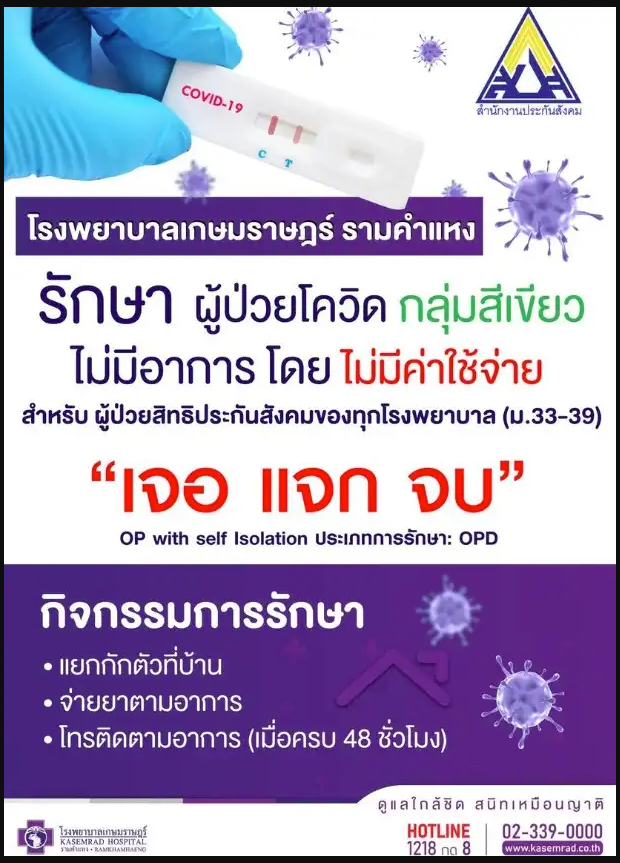 COVID-19
C T
สำนักงานประกันสังคม
โรงพยาบาลเกษมราษฎร์ รามคำแหง
รักษา ผู้ป่วยโควิด กลุ่มสีเขียว
ไม่มีอาการ โดย ไม่มีค่าใช้จ่าย
สำหรับ ผู้ป่วยสิทธิประกันสังคมของทุกโรงพยาบาล (ม.33-39)
“เจอ แจก จบ”
OP with self Isolation ประเภทการรักษา: OPD
กิจกรรมการรักษา
• แยกกักตัวที่บ้าน
• จ่ายยาตามอาการ
• โทรติดตามอาการ (เมื่อครบ 48 ชั่วโมง)
ดูแลใกล้ชิด สนิทเหมือนญาติ
โรงพยาบาลเกษมราษฎร์
KASEMRAD HOSPITAL
รามคำแหง • RAMKHAMHAENG
HOTLINE
1218 กด 8
02-339-0000
www.kasemrad.co.th